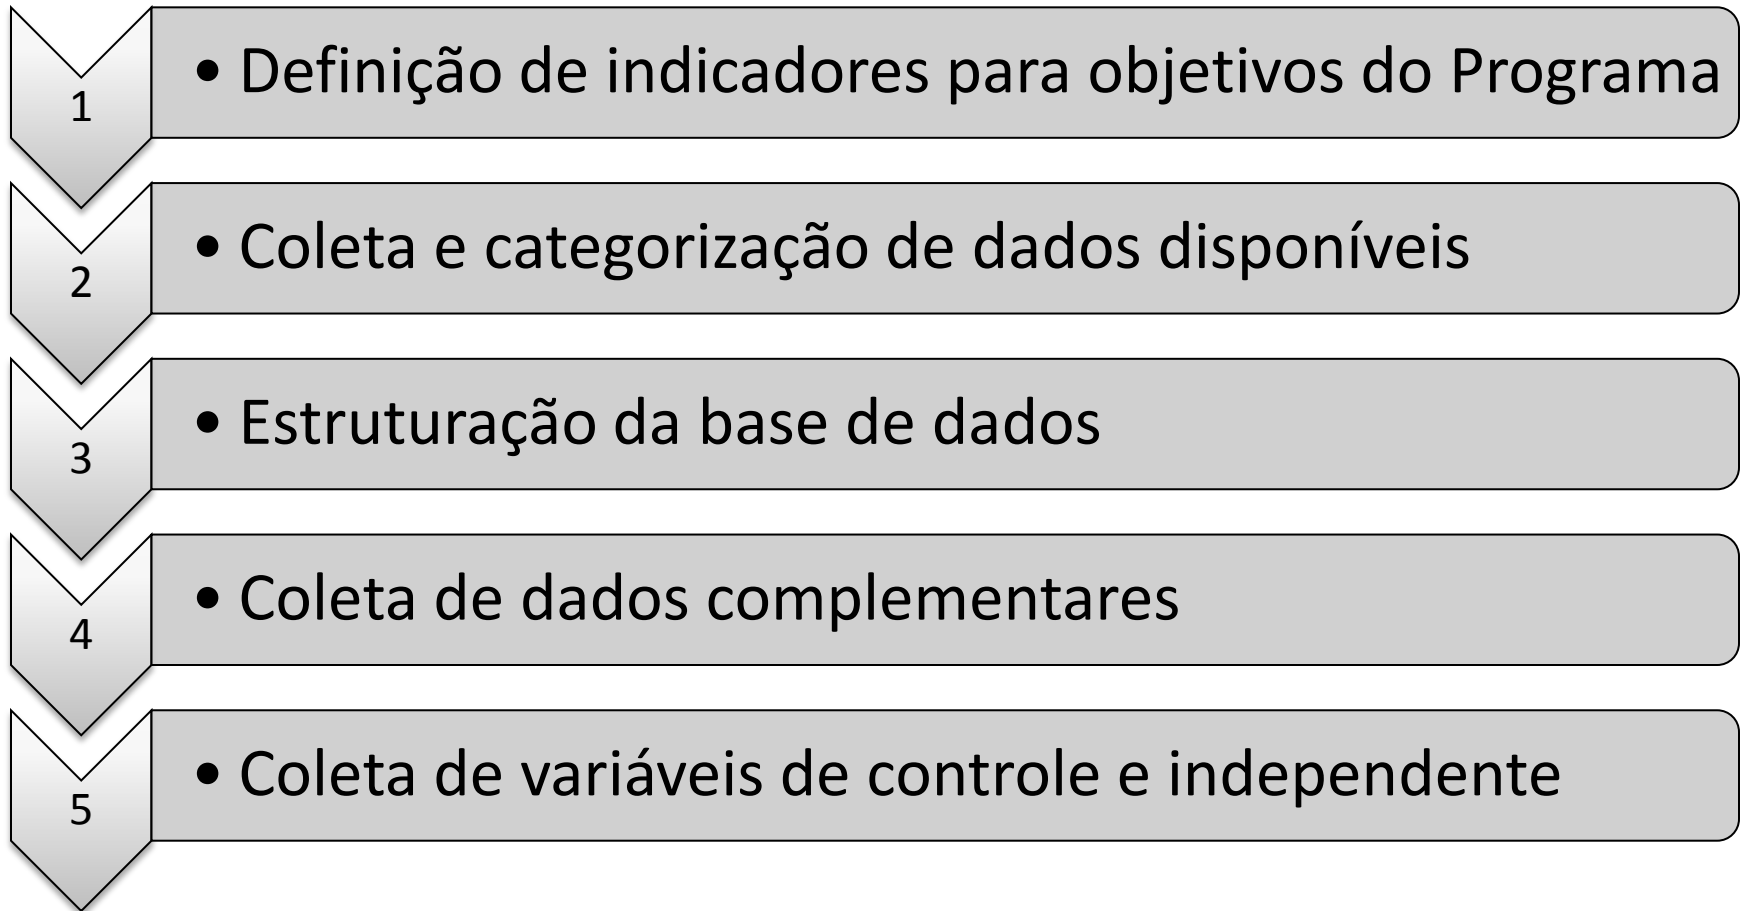 1
• Definição de indicadores para objetivos do Programa
2
• Coleta e categorização de dados disponíveis
3
• Estruturação da base de dados
4
• Coleta de dados complementares
5
• Coleta de variáveis de controle e independente